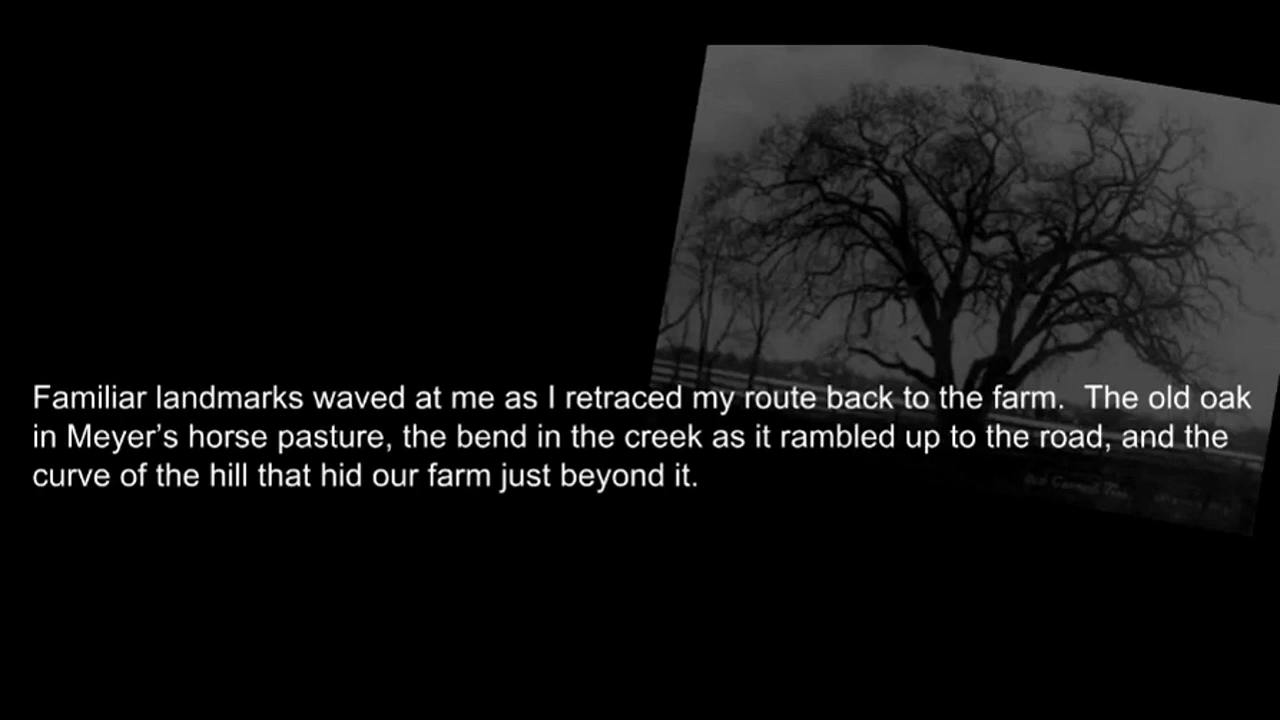 Familiar landmarks waved at me as I retraced my route back to the farm.  The old oak
in Meyer’s horse pasture, the bend in the creek as it rambled up to the road, and the
curve of the hill that hid our farm just beyond it.